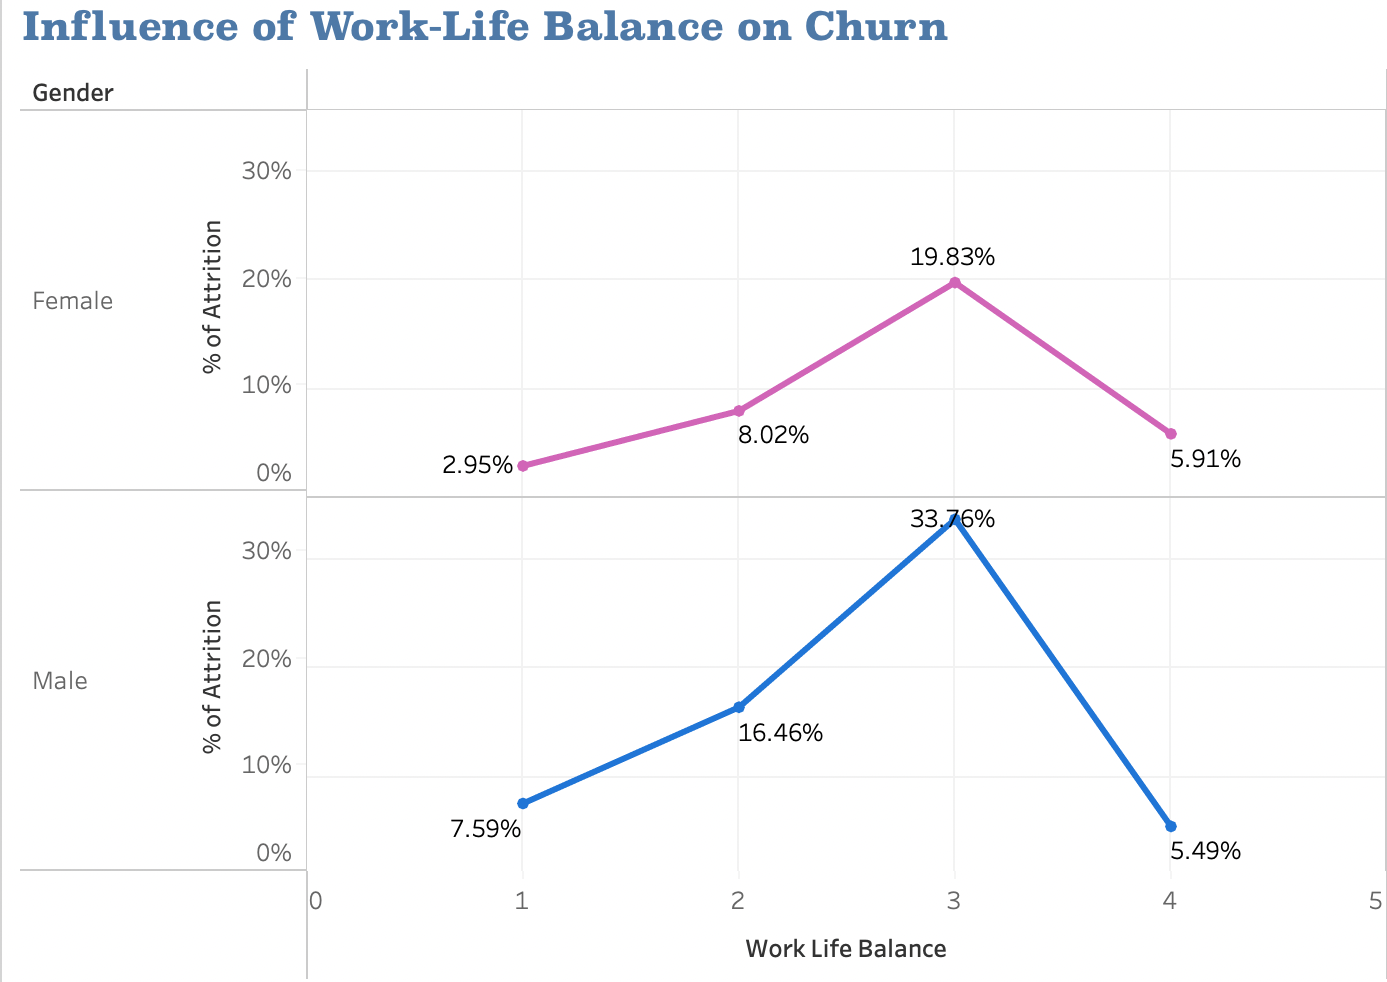 Influence of Work-Life Balance on Churn
Gender
Female
% of Attrition
30%
20%
10%
0%
19.83%
8.02%
2.95%
5.91%
Male
% of Attrition
30%
20%
10%
0%
33.76%
16.46%
7.59%
5.49%
0 1 2 3 4 5
Work Life Balance